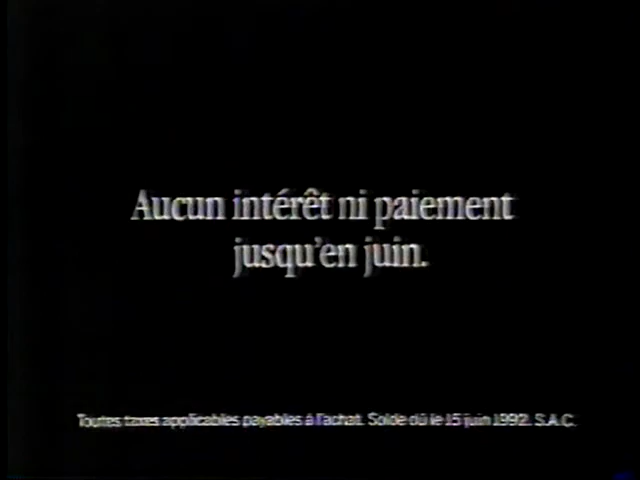 Aucun intérêt ni paiement
jusqu'en juin.
Toutes taxes applicables payables à l'achat. Solde dû le 15 juin 1992. S.A.C.